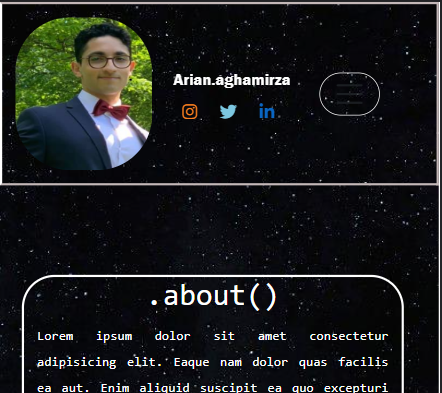 Arian.aghamirza
.about()
Lorem ipsum dolor sit amet consectetur
adipisicing elit. Eaque nam dolor quas facilis
ea aut. Enim aliquid suscipit ea quo excepturi